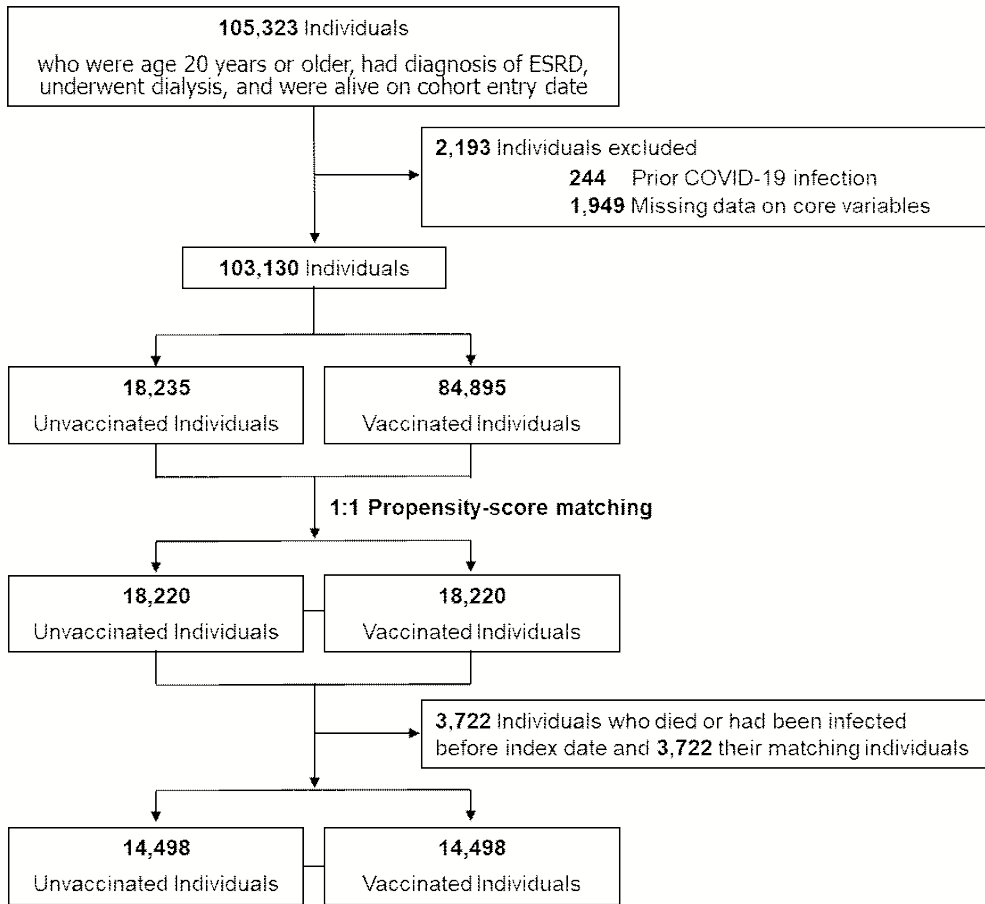 105,323 Individuals
who were age 20 years or older, had diagnosis of ESRD,
underwent dialysis, and were alive on cohort entry date
2,193 Individuals excluded
244 Prior COVID-19 infection
1,949 Missing data on core variables
103,130 Individuals
18,235
Unvaccinated Individuals
84,895
Vaccinated Individuals
1:1 Propensity-score matching
18,220
Unvaccinated Individuals
18,220
Vaccinated Individuals
3,722 Individuals who died or had been infected
before index date and 3,722 their matching individuals
14,498
Unvaccinated Individuals
14,498
Vaccinated Individuals